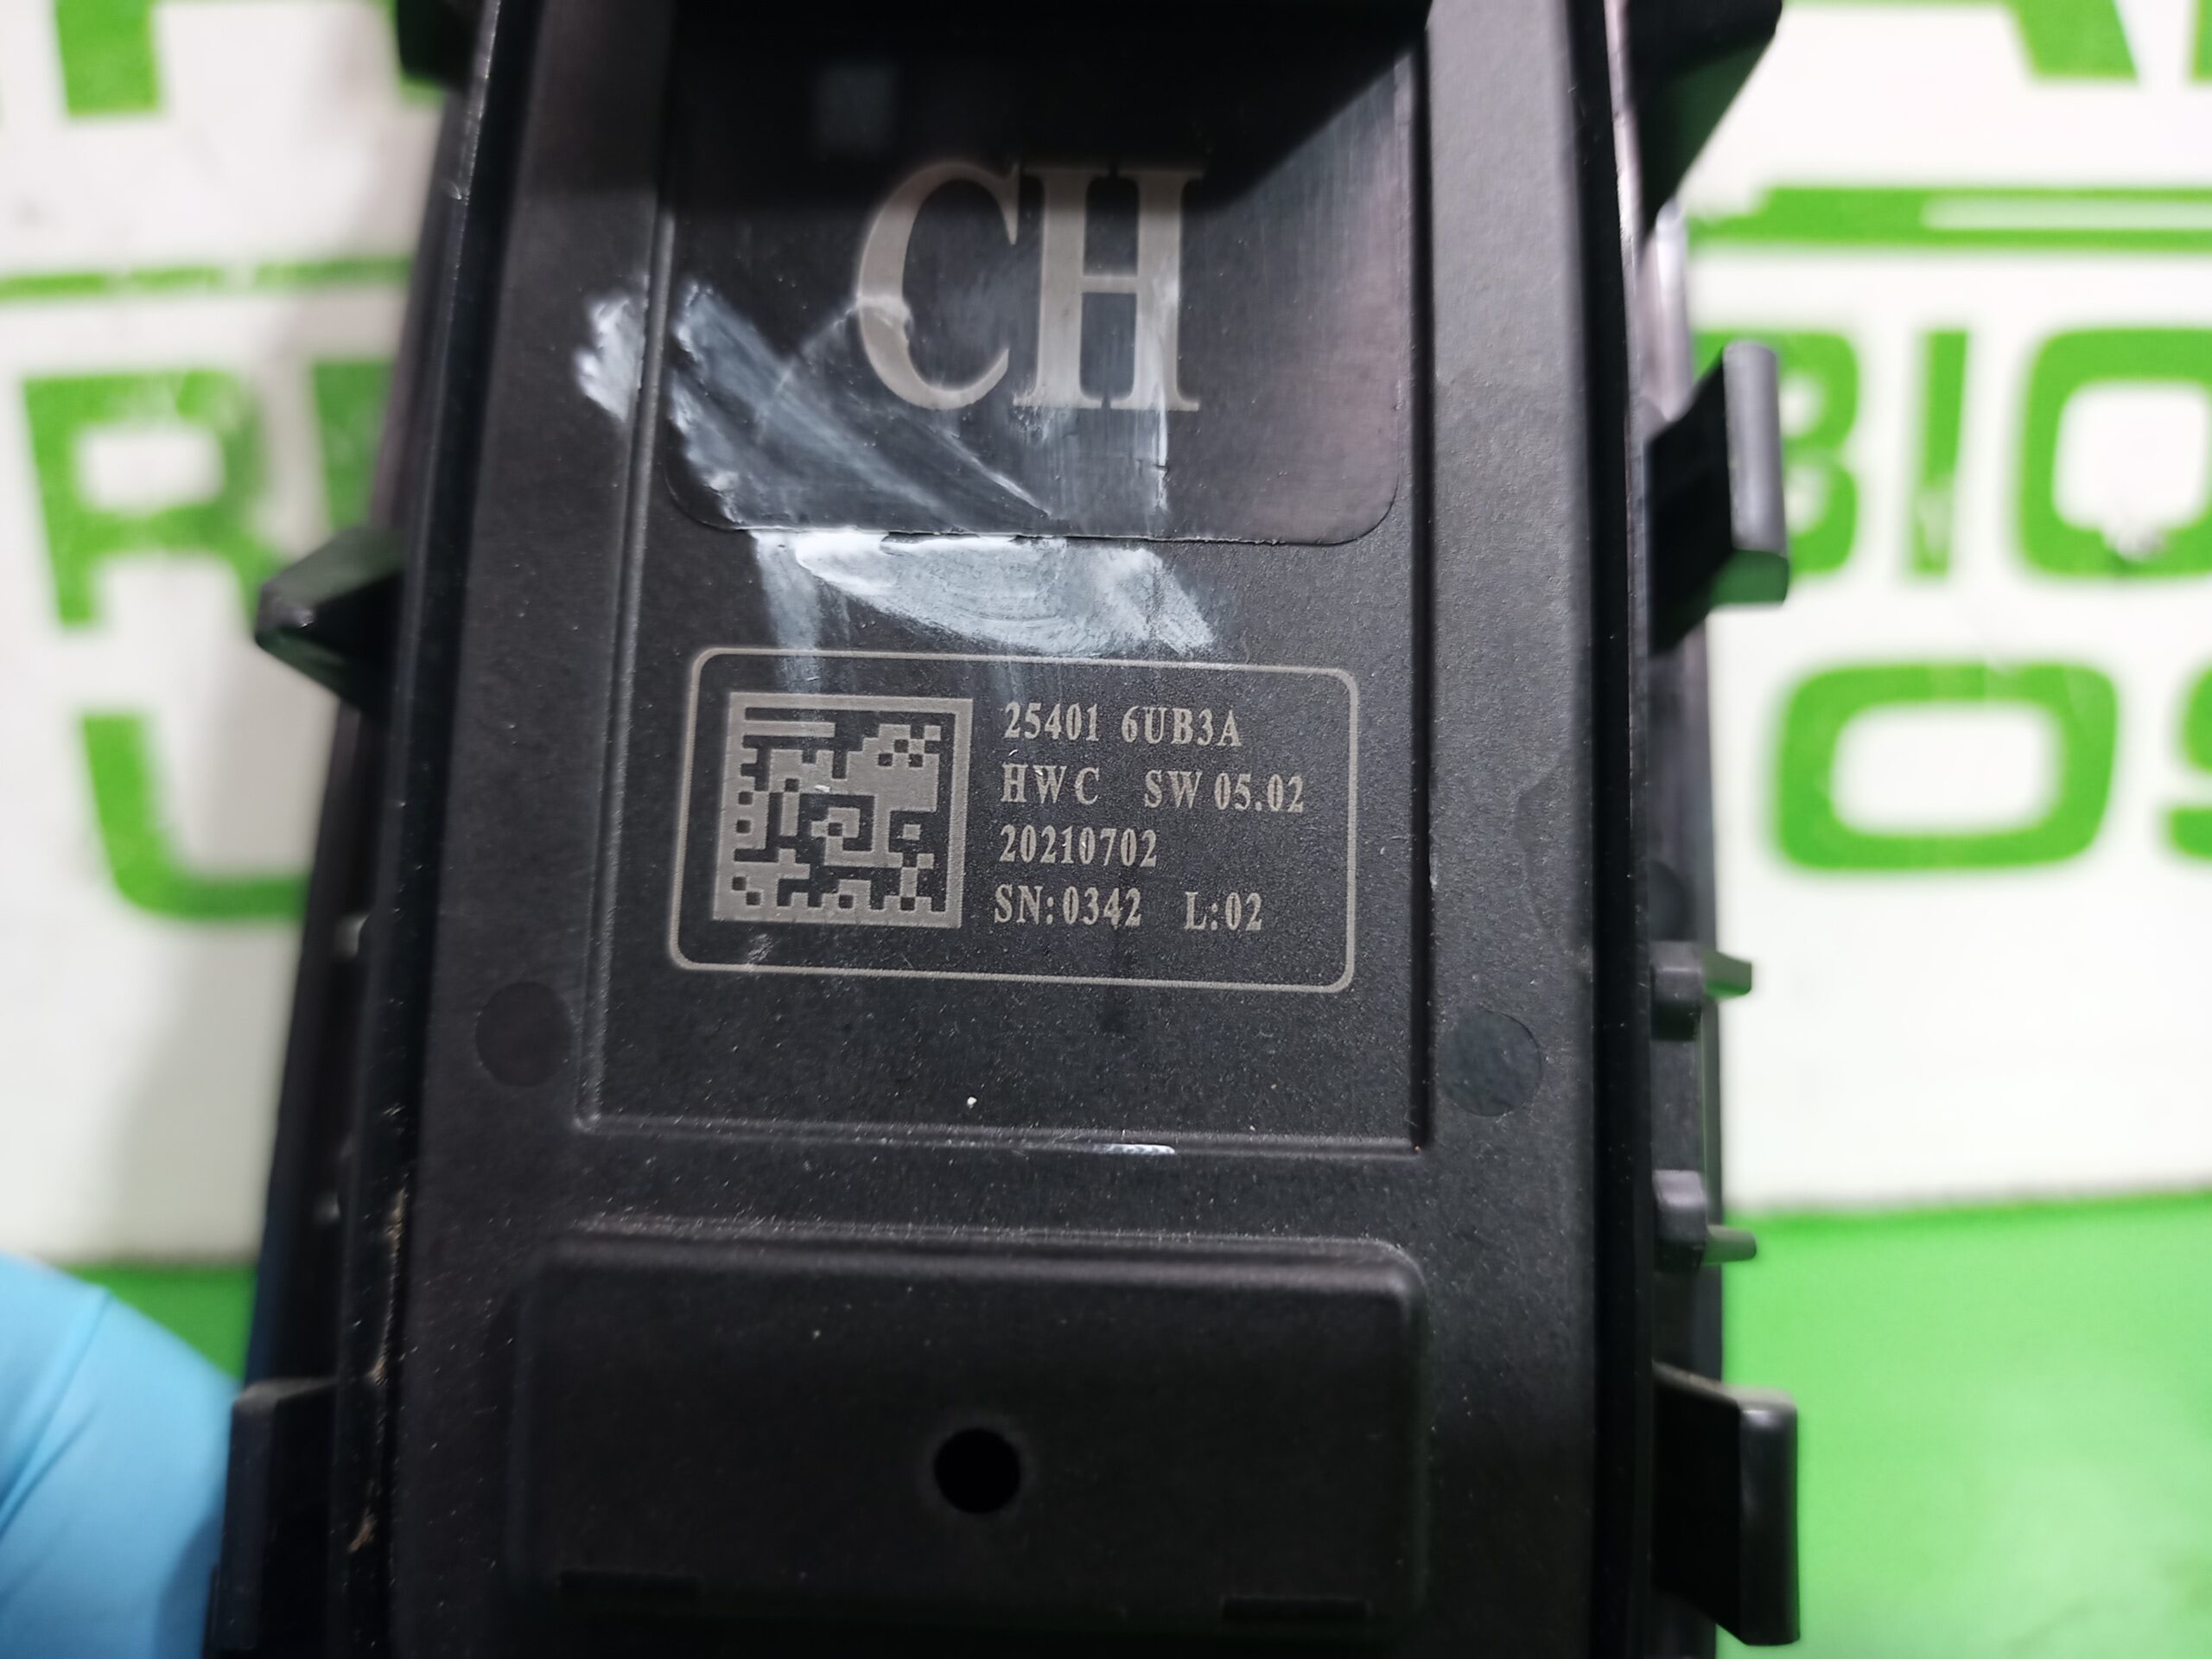 CH
25401 6UB3A
HWC SW 05.02
20210702
SN:0342 L:02